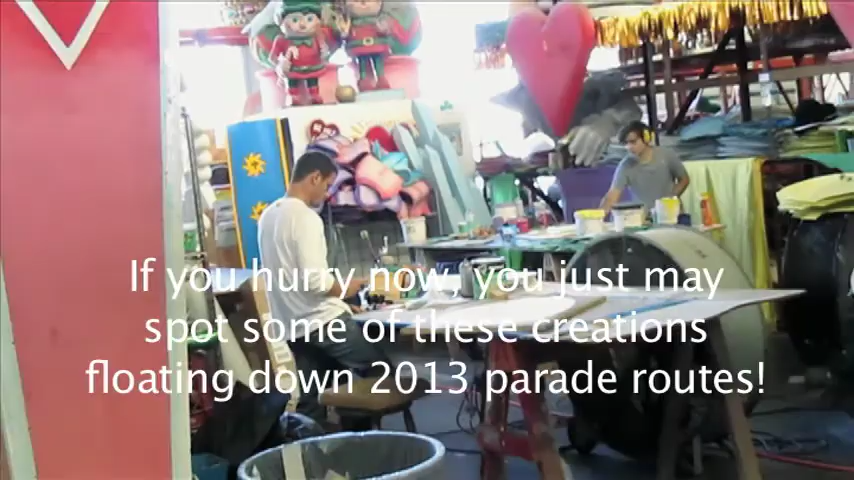 If you hurry now, you just may
spot some of these creations
floating down 2013 parade routes!